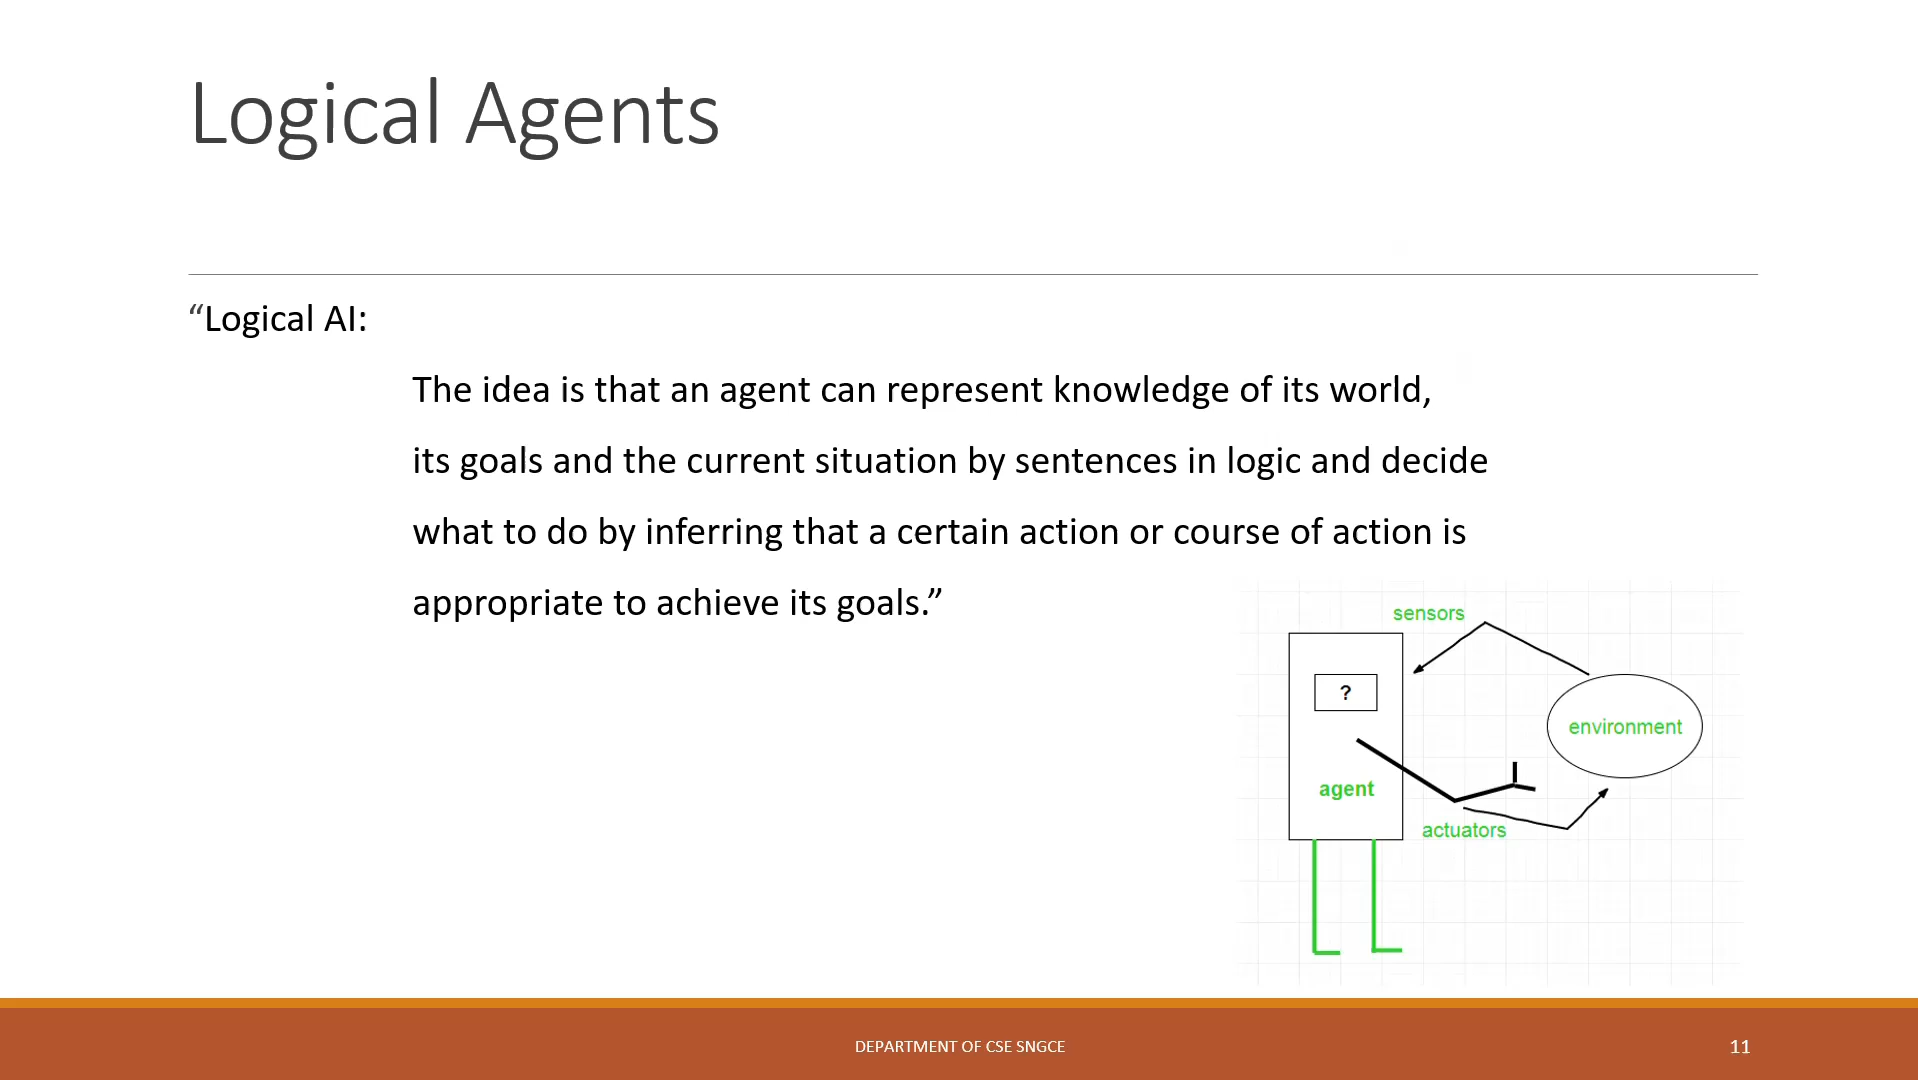 Logical Agents
“Logical AI:
The idea is that an agent can represent knowledge of its world,
its goals and the current situation by sentences in logic and decide
what to do by inferring that a certain action or course of action is
appropriate to achieve its goals.”
sensors
?
environment
agent
actuators
DEPARTMENT OF CSE SNGCE
11